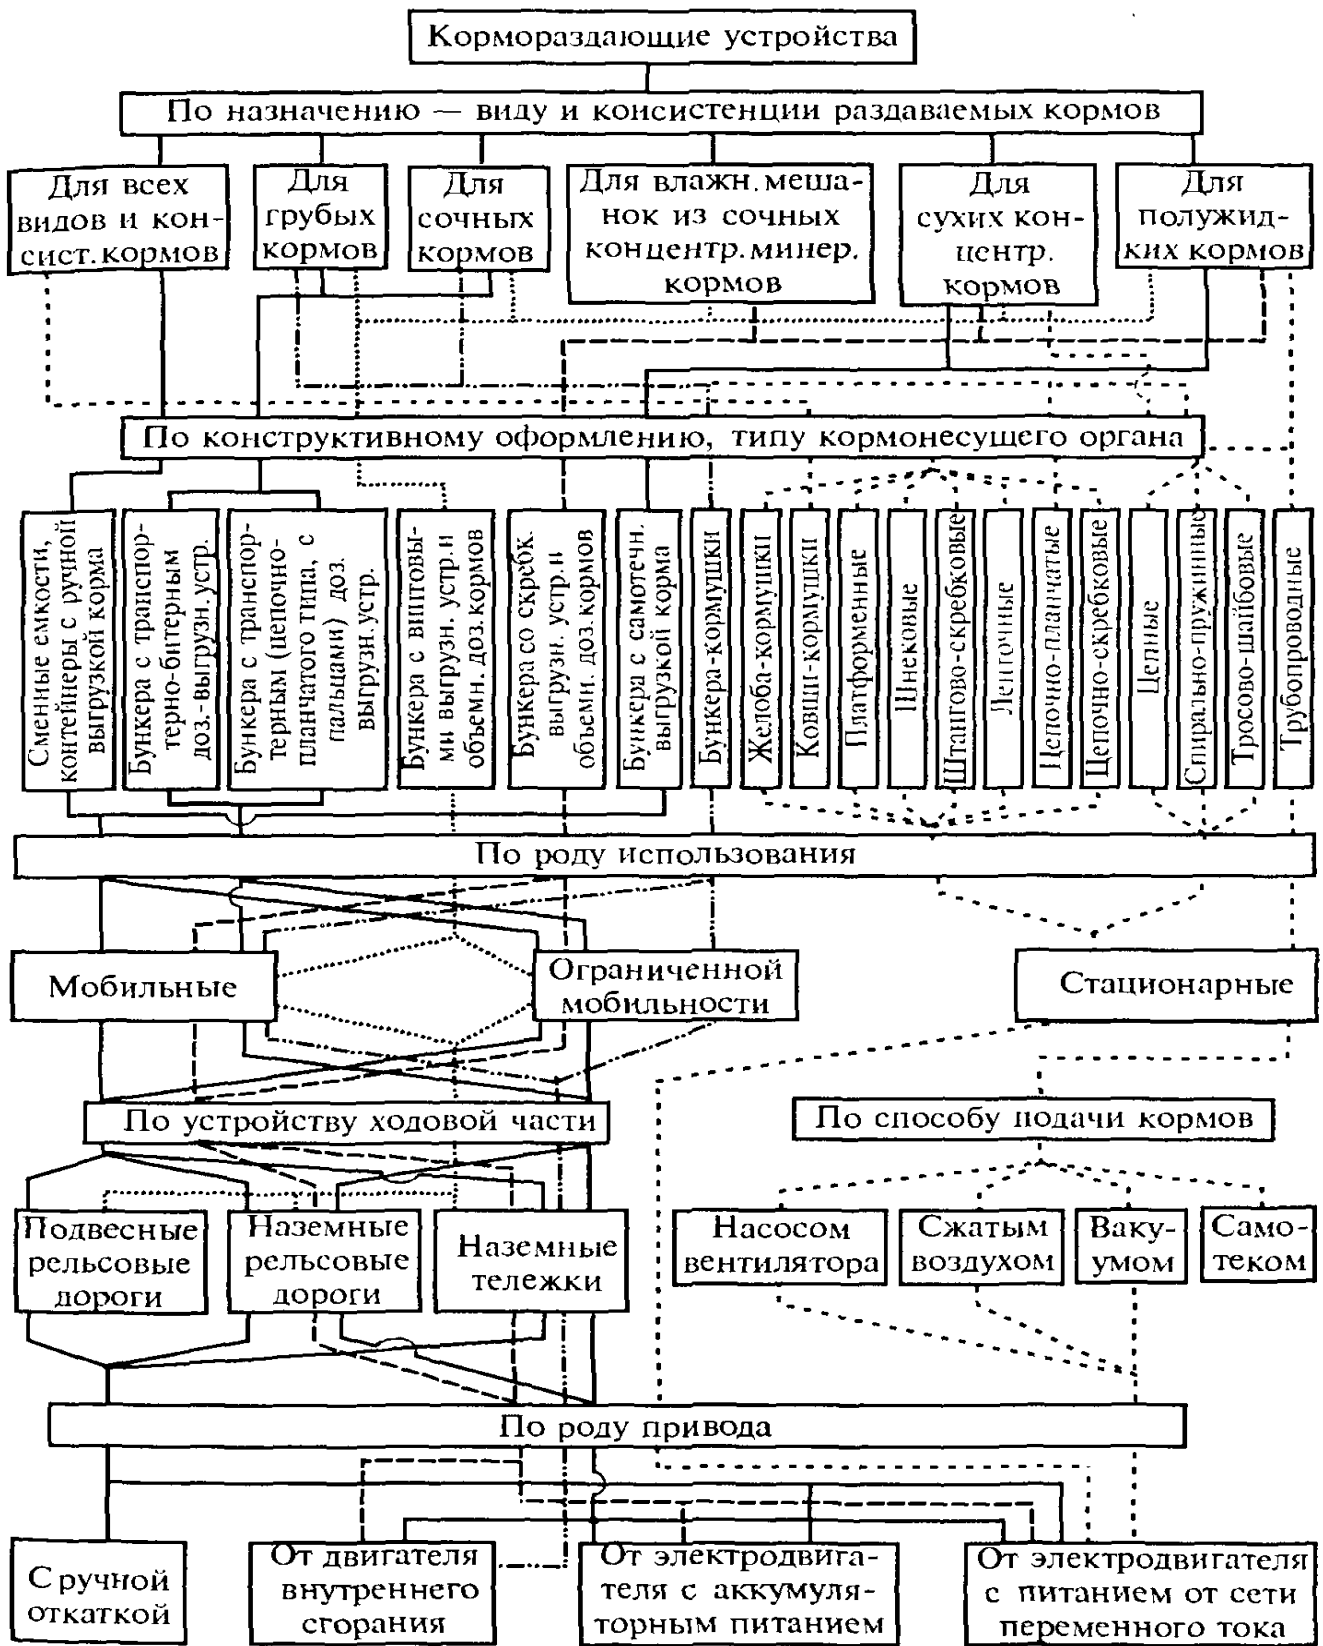 Кормораздающие устройства
По назначению — виду и консистенции раздаваемых кормов
Для всех
видов и кон-
сист. кормов
Для
грубых
кормов
Для
сочных
кормов
Для влажн. меша-
нок из сочных
концентр. минер.
кормов
Для
сухих кон-
центр.
кормов
Для
полужид-
ких кормов
По конструктивному оформлению, типу кормонесущего органа
Сменные емкости,
контейнеры с ручной
выгрузкой корма
Бункера с транспор-
терно-битерным
доз.-выгрузн. устр.
Бункера с транспор-
терным (цепочно-
планчатого типа, с
пальцами) доз.
выгрузн. устр.
Бункера с винтовы-
ми выгрузн. устр. и
объемн. доз. кормов
Бункера со скребк.
выгрузн. устр. и
объемн. доз. кормов
Бункера с самотечн.
выгрузкой корма
Бункера-кормушки
Желоба-кормушки
Ковши-кормушки
Платформенные
Шнековые
Штангово-скребковые
Ленточные
Цепочно-планчатые
Цепочно-скребковые
Цепные
Спирально-пружинные
Тросово-шайбовые
Трубопроводные
По роду использования
Мобильные
Ограниченной
мобильности
Стационарные
По устройству ходовой части
По способу подачи кормов
Подвесные
рельсовые
дороги
Наземные
рельсовые
дороги
Наземные
тележки
Насосом
вентилятора
Сжатым
воздухом
Ваку-
умом
Само-
теком
По роду привода
С ручной
откаткой
От двигателя
внутреннего
сгорания
От электродвига-
теля с аккумуля-
торным питанием
От электродвигателя
с питанием от сети
переменного тока